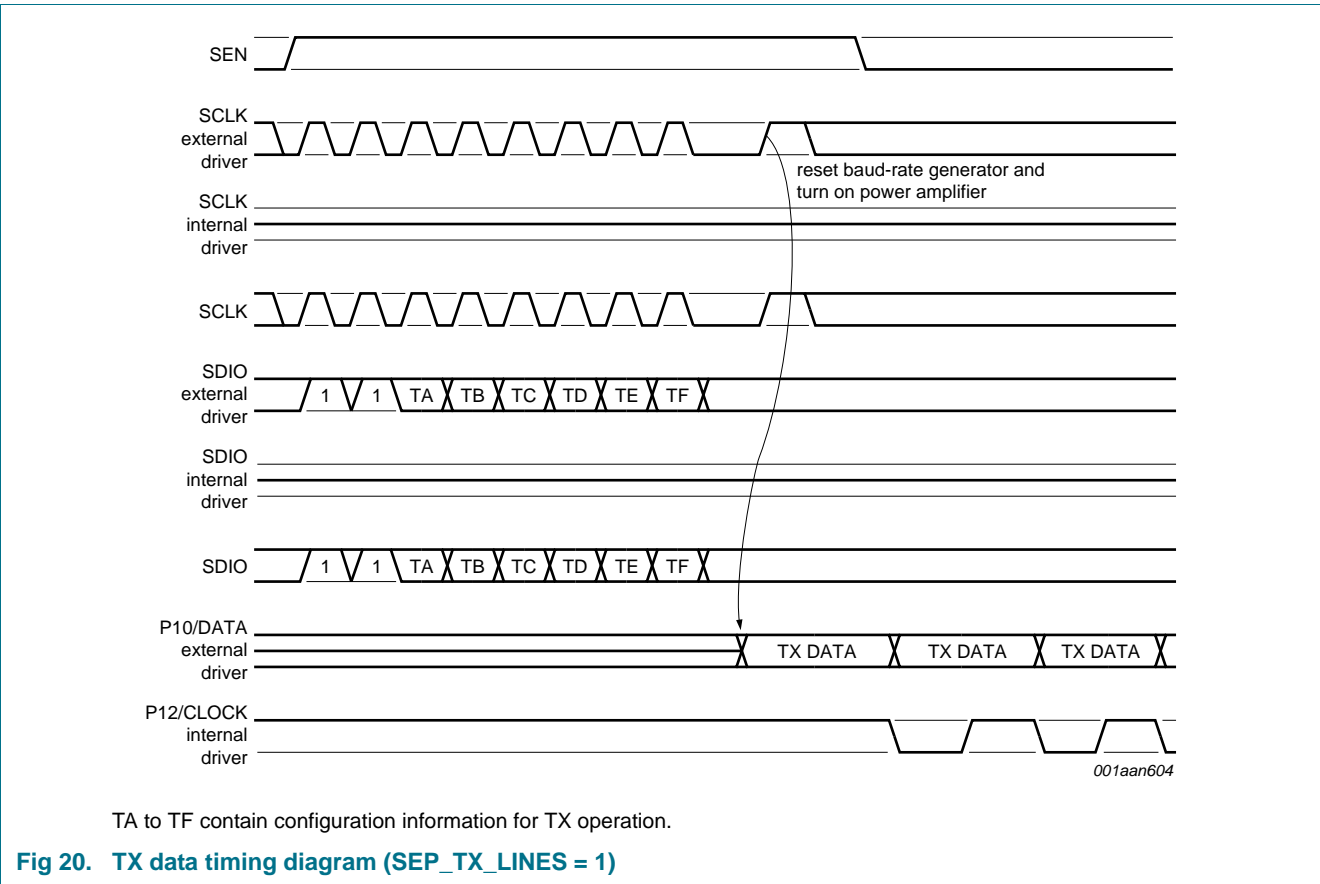 SEN
SCLK
external
driver
reset baud-rate generator and
turn on power amplifier
SCLK
internal
driver
SCLK
SDIO
external
driver
1 1 TA TB TC TD TE TF
SDIO
internal
driver
SDIO
1 1 TA TB TC TD TE TF
P10/DATA
external
driver
TX DATA TX DATA TX DATA
P12/CLOCK
internal
driver
001aan604
TA to TF contain configuration information for TX operation.
Fig 20. TX data timing diagram (SEP_TX_LINES = 1)